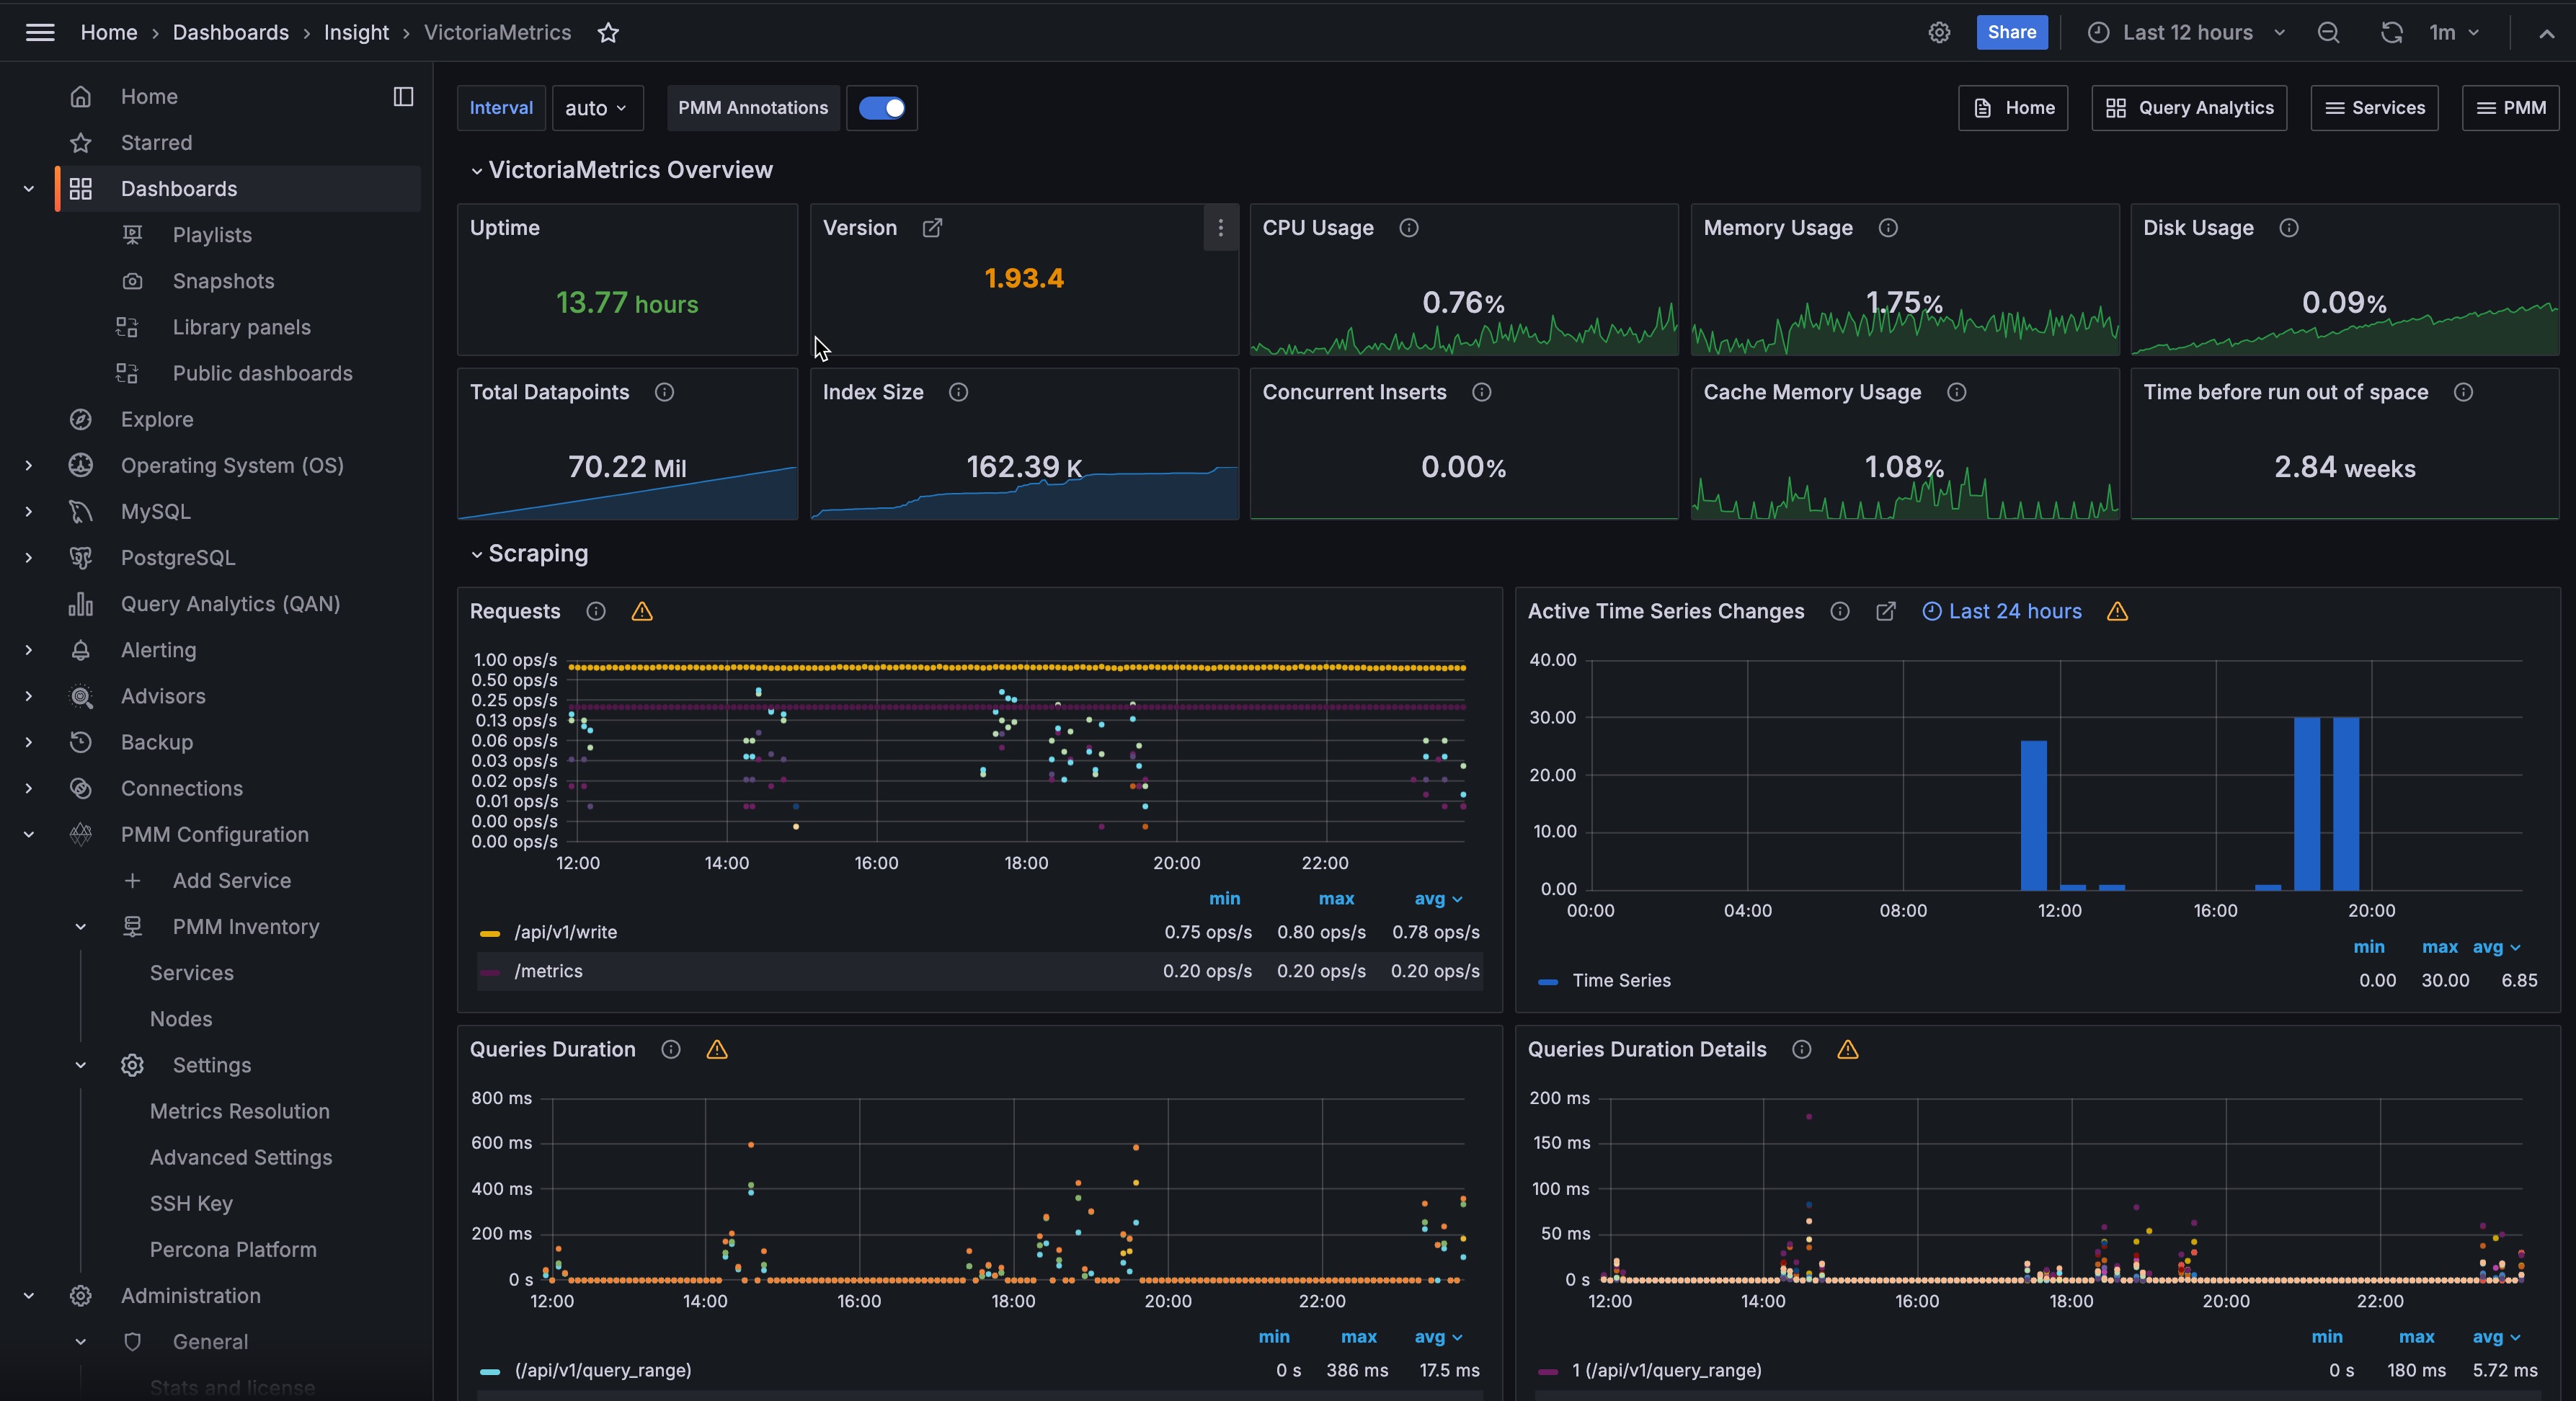 Home › Dashboards › Insight › VictoriaMetrics
Share
Last 12 hours
1m
Home
Starred
Dashboards
Playlists
Snapshots
Library panels
Public dashboards
Explore
Operating System (OS)
MySQL
PostgreSQL
Query Analytics (QAN)
Alerting
Advisors
Backup
Connections
PMM Configuration
Add Service
PMM Inventory
Services
Nodes
Settings
Metrics Resolution
Advanced Settings
SSH Key
Percona Platform
Administration
General
Stats and license
Interval auto PMM Annotations
Home Query Analytics Services PMM
VictoriaMetrics Overview
Uptime
13.77 hours
Version
1.93.4
CPU Usage
0.76%
Memory Usage
1.75%
Disk Usage
0.09%
Total Datapoints
70.22 Mil
Index Size
162.39 K
Concurrent Inserts
0.00%
Cache Memory Usage
1.08%
Time before run out of space
2.84 weeks
Scraping
Requests
1.00 ops/s
0.50 ops/s
0.25 ops/s
0.13 ops/s
0.06 ops/s
0.03 ops/s
0.02 ops/s
0.01 ops/s
0.00 ops/s
0.00 ops/s
12:00 14:00 16:00 18:00 20:00 22:00
min max avg
/api/v1/write 0.75 ops/s 0.80 ops/s 0.78 ops/s
/metrics 0.20 ops/s 0.20 ops/s 0.20 ops/s
Active Time Series Changes Last 24 hours
40.00
30.00
20.00
10.00
0.00
00:00 04:00 08:00 12:00 16:00 20:00
min max avg
Time Series 0.00 30.00 6.85
Queries Duration
800 ms
600 ms
400 ms
200 ms
0 s
12:00 14:00 16:00 18:00 20:00 22:00
min max avg
(/api/v1/query_range) 0 s 386 ms 17.5 ms
Queries Duration Details
200 ms
150 ms
100 ms
50 ms
0 s
12:00 14:00 16:00 18:00 20:00 22:00
min max avg
1 (/api/v1/query_range) 0 s 180 ms 5.72 ms